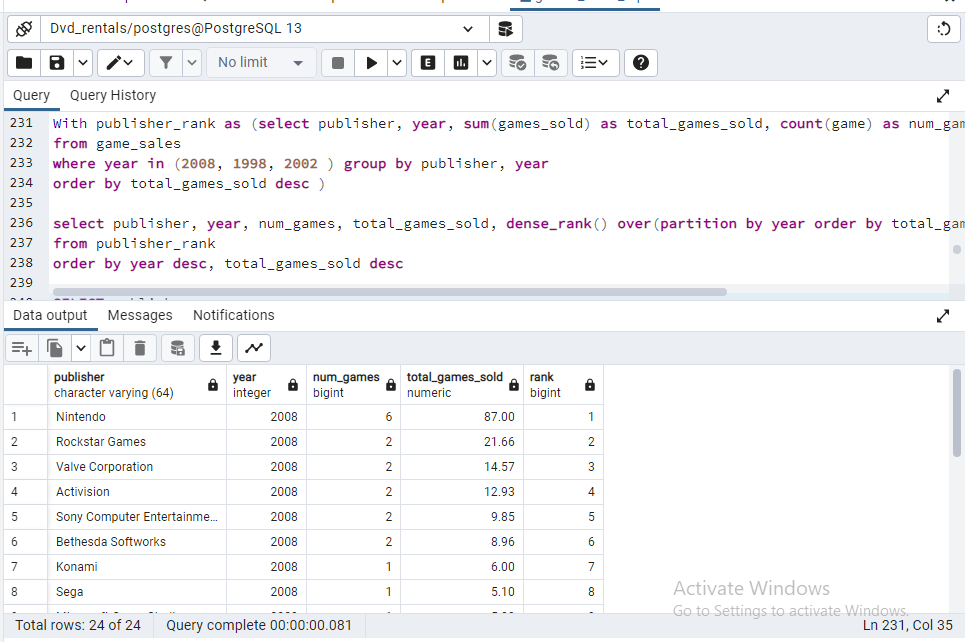 Dvd_rentals/postgres@PostgreSQL 13
No limit
E
Query Query History
231 With publisher_rank as (select publisher, year, sum(games_sold) as total_games_sold, count(game) as num_gam
232 from game_sales
233 where year in (2008, 1998, 2002 ) group by publisher, year
234 order by total_games_sold desc )
235
236 select publisher, year, num_games, total_games_sold, dense_rank() over(partition by year order by total_gam
237 from publisher_rank
238 order by year desc, total_games_sold desc
239
Data output Messages Notifications
publisher year num_games total_games_sold rank
character varying (64) integer bigint numeric bigint
1 Nintendo 2008 6 87.00 1
2 Rockstar Games 2008 2 21.66 2
3 Valve Corporation 2008 2 14.57 3
4 Activision 2008 2 12.93 4
5 Sony Computer Entertainme... 2008 2 9.85 5
6 Bethesda Softworks 2008 2 8.96 6
7 Konami 2008 1 6.00 7
8 Sega 2008 1 5.10 8
Activate Windows
Go to Settings to activate Windows.
Total rows: 24 of 24 Query complete 00:00:00.081 Ln 231, Col 35